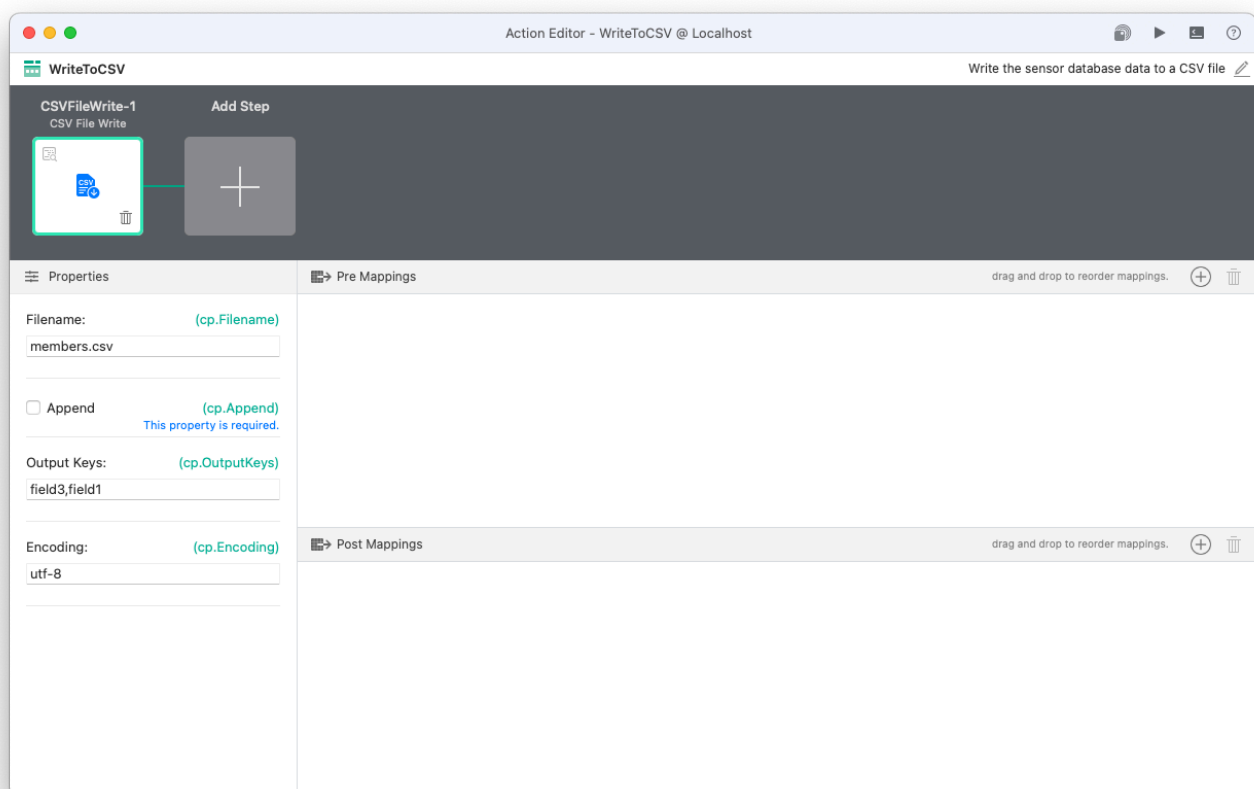 Action Editor - WriteToCSV @ Localhost
WriteToCSV
Write the sensor database data to a CSV file
CSVFileWrite-1
CSV File Write
Add Step
CSV
Properties
Pre Mappings
drag and drop to reorder mappings.
Filename:
(cp.Filename)
members.csv
Append
(cp.Append)
This property is required.
Output Keys:
(cp.OutputKeys)
field3,field1
Encoding:
(cp.Encoding)
utf-8
Post Mappings
drag and drop to reorder mappings.